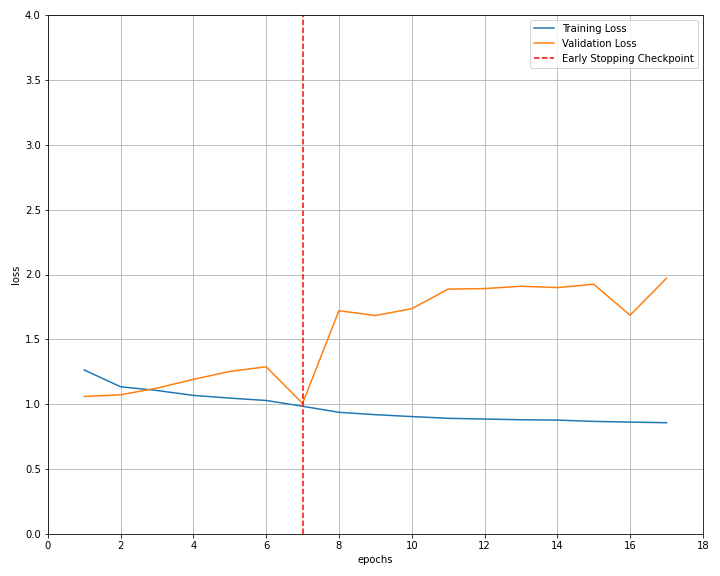 Training Loss
Validation Loss
Early Stopping Checkpoint
4.0
3.5
3.0
2.5
2.0
1.5
1.0
0.5
0.0
loss
0 2 4 6 8 10 12 14 16 18
epochs